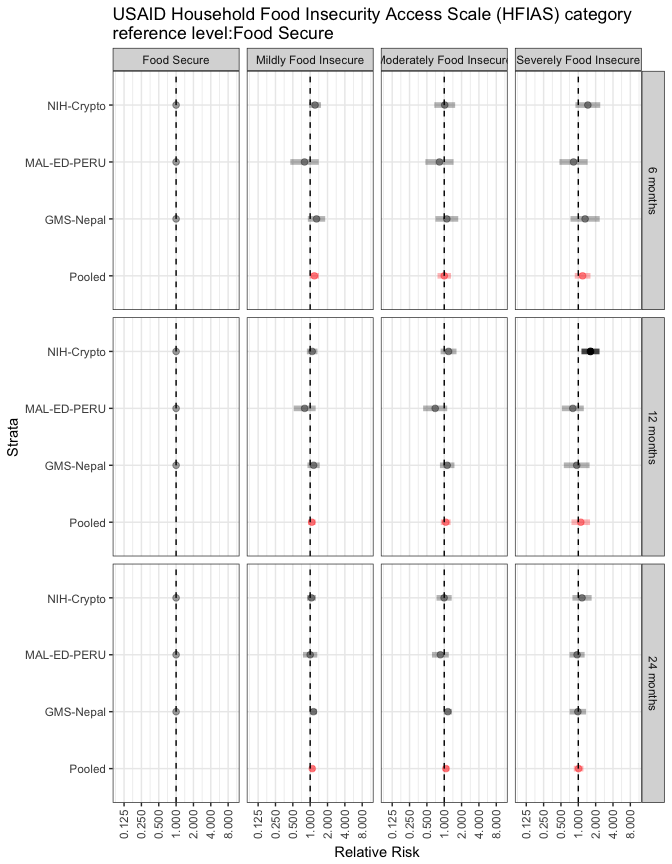 USAID Household Food Insecurity Access Scale (HFIAS) category
reference level:Food Secure
Food Secure
Mildly Food Insecure
Moderately Food Insecure
Severely Food Insecure
NIH-Crypto
MAL-ED-PERU
GMS-Nepal
Pooled
6 months
NIH-Crypto
MAL-ED-PERU
GMS-Nepal
Pooled
12 months
NIH-Crypto
MAL-ED-PERU
GMS-Nepal
Pooled
24 months
Strata
0.125 0.250 0.500 1.000 2.000 4.000 8.000
0.125 0.250 0.500 1.000 2.000 4.000 8.000
0.125 0.250 0.500 1.000 2.000 4.000 8.000
0.125 0.250 0.500 1.000 2.000 4.000 8.000
Relative Risk